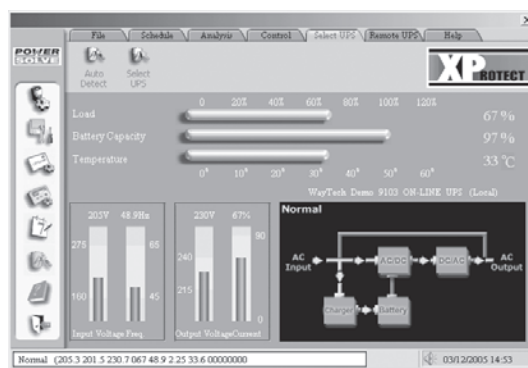 File Schedule Analysis Control Select UPS Remote UPS Help
POWER
SOLVE
Auto
Detect
Select
UPS
XPROTECT
0 20% 40% 60% 80% 100% 120%
Load 67%
Battery Capacity 97%
Temperature 33°C
0° 10° 20° 30° 40° 50° 60°
WayTech Demo 9103 ON-LINE UPS (Local)
205V 48.9Hz
275 65
160 45
Input Voltage Freq.
230V 67%
90
240
215
0
Output Voltage Current
Normal
AC
Input
AC/DC
DC/AC
AC
Output
Charger
Battery
Normal (205.3 201.5 230.7 067 48.9 2.25 33.6 00000000
03/12/2005 14:53